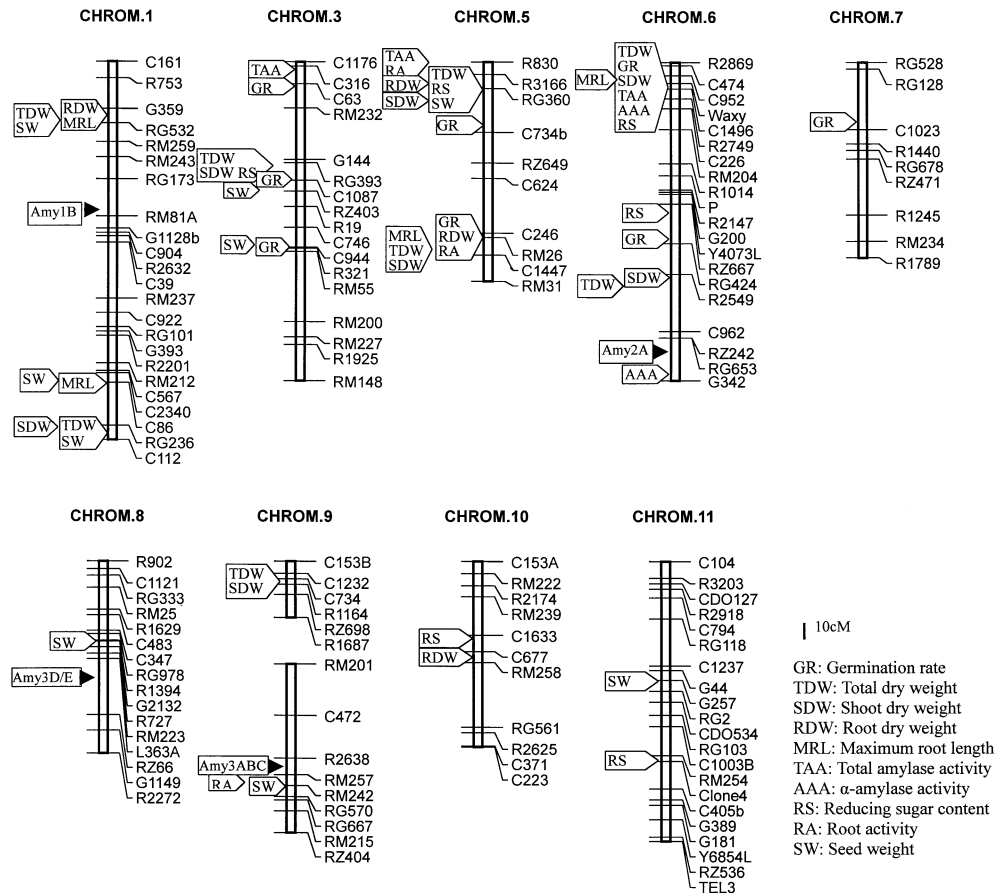 CHROM.1
TDW
SW
RDW
MRL
Amy1B
SW
MRL
SDW
TDW
SW
C161
R753
G359
RG532
RM259
RM243
RG173
RM81A
G1128b
C904
R2632
C39
RM237
C922
RG101
G393
R2201
RM212
C567
C2340
C86
RG236
C112
CHROM.3
TAA
GR
TDW
SDW RS
GR
SW
SW
GR
C1176
C316
C63
RM232
G144
RG393
C1087
RZ403
R19
C746
C944
R321
RM55
RM200
RM227
R1925
RM148
CHROM.5
TAA
RA
RDW
SDW
TDW
RS
SW
GR
MRL
TDW
SDW
GR
RDW
RA
R830
R3166
RG360
C734b
RZ649
C624
C246
RM26
C1447
RM31
CHROM.6
MRL
TDW
GR
SDW
TAA
AAA
RS
RS
GR
TDW
SDW
Amy2A
AAA
R2869
C474
C952
Waxy
C1496
R2749
C226
RM204
R1014
P
R2147
G200
Y4073L
RZ667
RG424
R2549
C962
RZ242
RG653
G342
CHROM.7
GR
RG528
RG128
C1023
R1440
RG678
RZ471
R1245
RM234
R1789
CHROM.8
SW
Amy3D/E
R902
C1121
RG333
RM25
R1629
C483
C347
RG978
R1394
G2132
R727
RM223
L363A
RZ66
G1149
R2272
CHROM.9
TDW
SDW
Amy3ABC
RA
SW
C153B
C1232
C734
R1164
RZ698
R1687
RM201
C472
R2638
RM257
RM242
RG570
RG667
RM215
RZ404
CHROM.10
RS
RDW
C153A
RM222
R2174
RM239
C1633
C677
RM258
RG561
R2625
C371
C223
CHROM.11
SW
RS
C104
R3203
CDO127
R2918
C794
RG118
C1237
G44
G257
RG2
CDO534
RG103
C1003B
RM254
Clone4
C405b
G389
G181
Y6854L
RZ536
TEL3
10cM
GR: Germination rate
TDW: Total dry weight
SDW: Shoot dry weight
RDW: Root dry weight
MRL: Maximum root length
TAA: Total amylase activity
AAA: α-amylase activity
RS: Reducing sugar content
RA: Root activity
SW: Seed weight